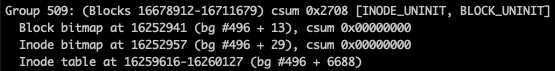 Group 509: (Blocks 16678912-16711679) csum 0x2708 [INODE_UNINIT, BLOCK_UNINIT]
  Block bitmap at 16252941 (bg #496 + 13), csum 0x00000000
  Inode bitmap at 16252957 (bg #496 + 29), csum 0x00000000
  Inode table at 16259616-16260127 (bg #496 + 6688)